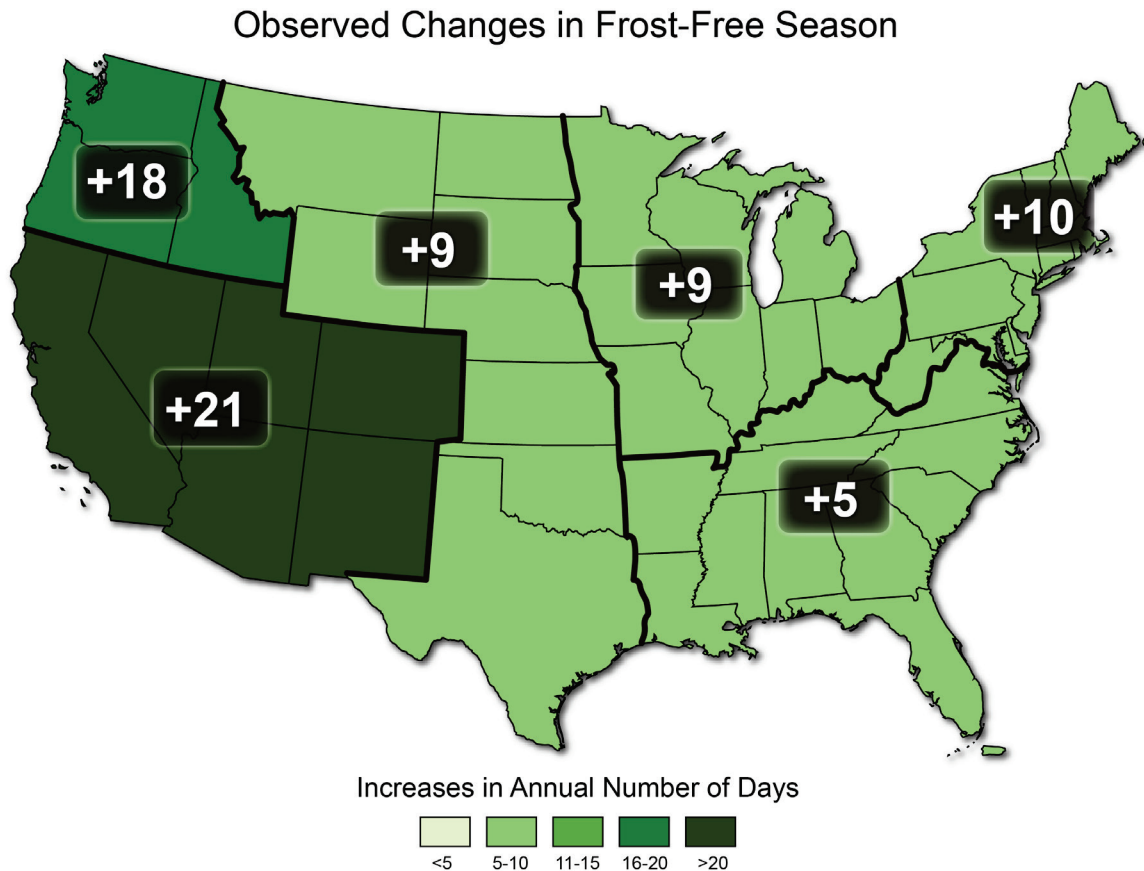 Observed Changes in Frost-Free Season
+18
+9
+9
+10
+21
+5
Increases in Annual Number of Days
<5 5-10 11-15 16-20 >20